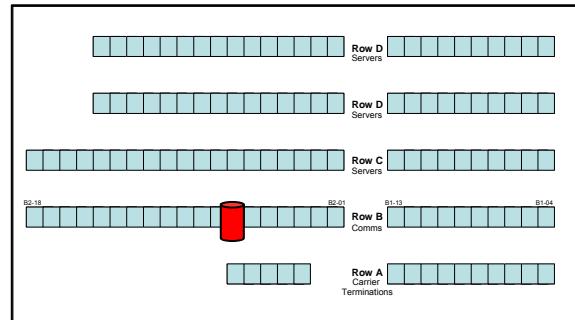 Row D
Servers
Row D
Servers
Row C
Servers
B2-18
B2-01
B1-13
B1-04
Row B
Comms
Row A
Carrier
Terminations